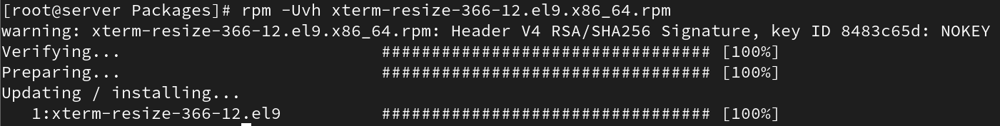 [root@server Packages]# rpm -Uvh xterm-resize-366-12.el9.x86_64.rpm
warning: xterm-resize-366-12.el9.x86_64.rpm: Header V4 RSA/SHA256 Signature, key ID 8483c65d: NOKEY
Verifying...                          ################################# [100%]
Preparing...                          ################################# [100%]
Updating / installing...
   1:xterm-resize-366-12.el9          ################################# [100%]